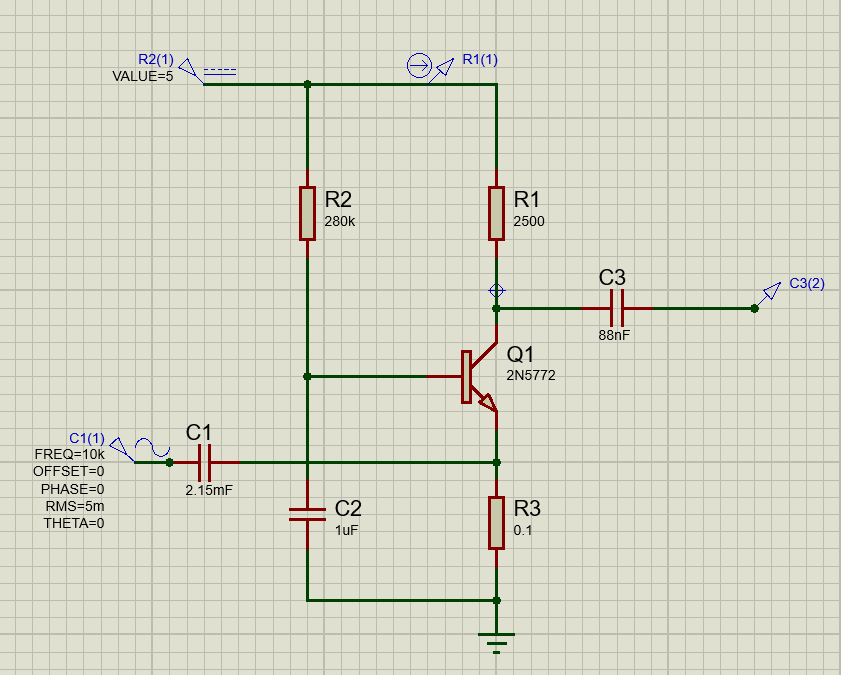 R2(1)
VALUE=5
R1(1)
R2
280k
R1
2500
C3
88nF
C3(2)
Q1
2N5772
C1(1)
FREQ=10k
OFFSET=0
PHASE=0
RMS=5m
THETA=0
C1
2.15mF
C2
1uF
R3
0.1